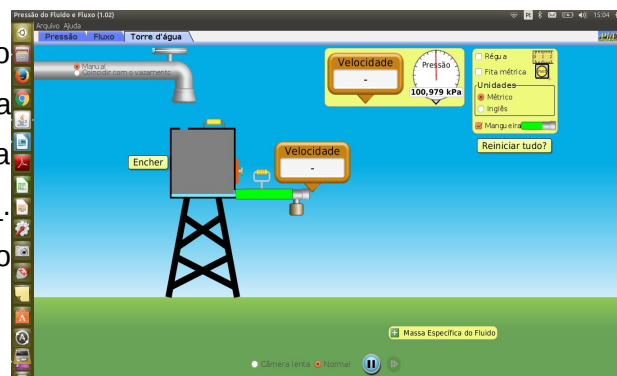 Pressão do Fluido e Fluxo (1.02)
Pt
15:04
Arquivo Ajuda
Pressão Fluxo Torre d'água
o
a
a
.
o
Manual
Coincidir com o vazamento
Velocidade
-
Pressão
100,979 kPa
Régua
Fita métrica
Unidades
Métrico
Inglês
Mangueira
Reiniciar tudo?
Encher
Velocidade
-
Massa Específica do Fluido
Câmera lenta Normal